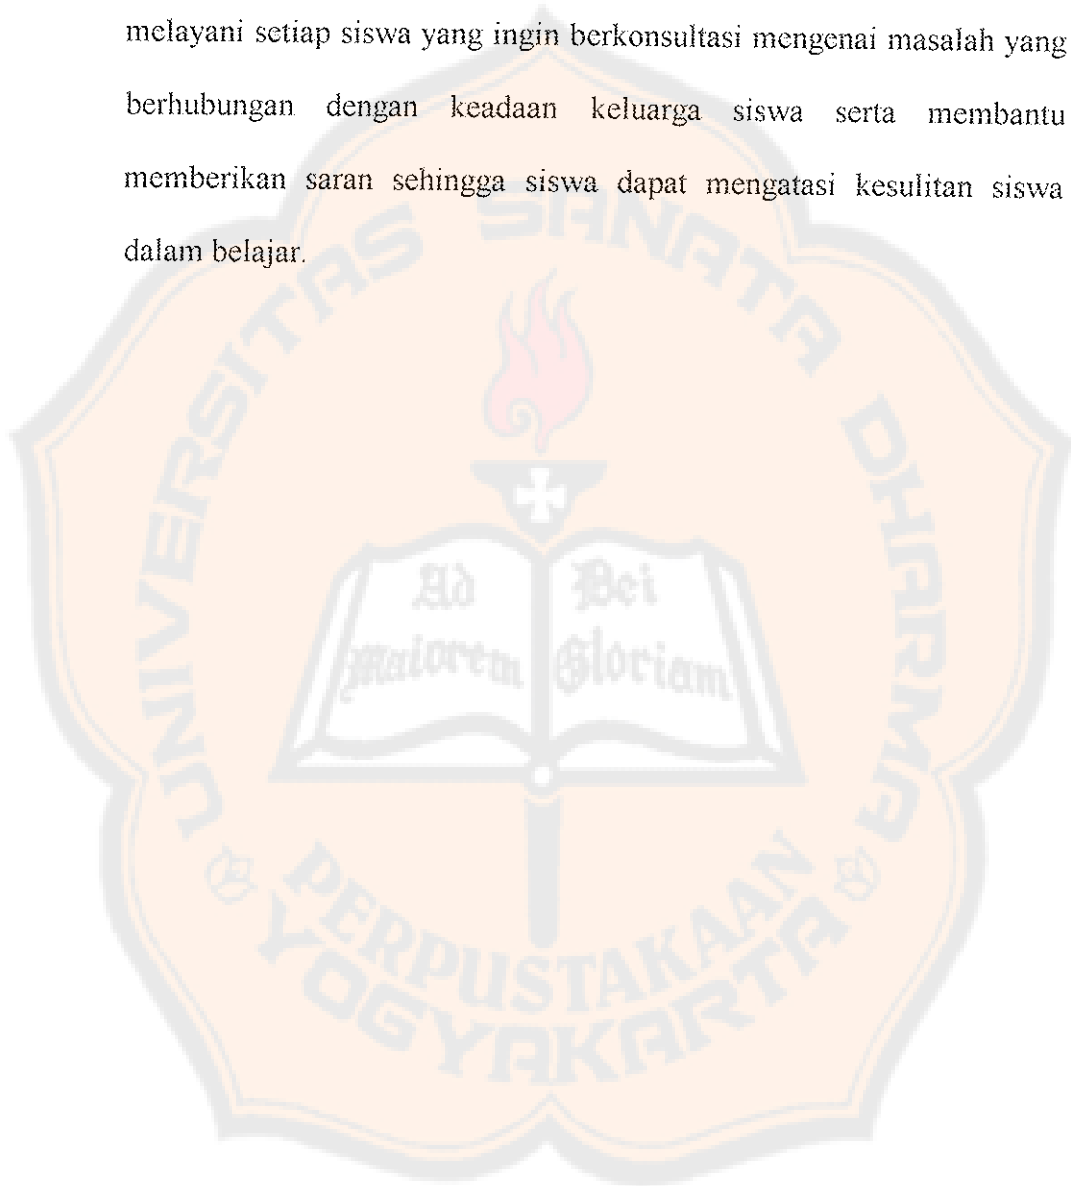 melayani setiap siswa yang ingin berkonsultasi mengenai masalah yang
berhubungan dengan keadaan keluarga siswa serta membantu
memberikan saran sehingga siswa dapat mengatasi kesulitan siswa
dalam belajar.
UNIVERSITAS SANATA DHARMA
Ad Dei
Maiorem Gloriam
PERPUSTAKAAN
YOGYAKARTA